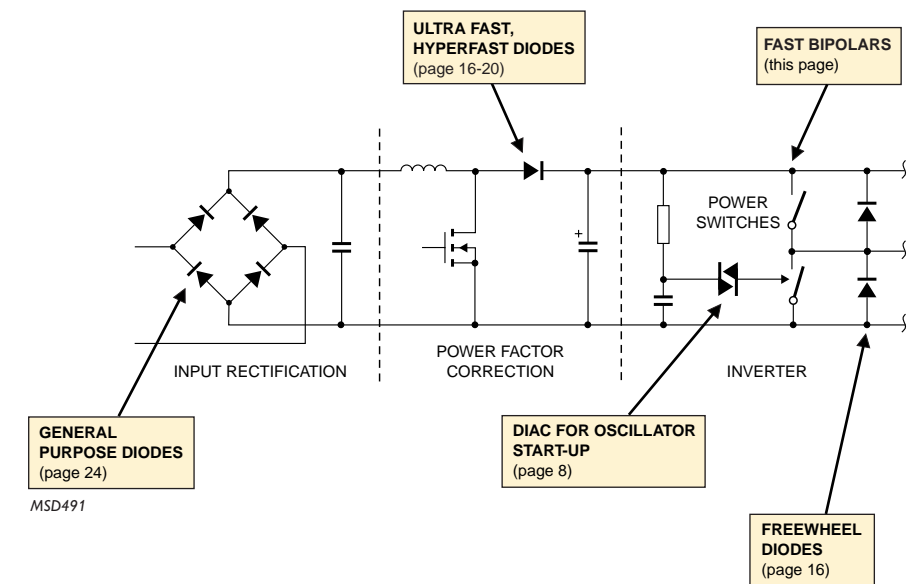 ULTRA FAST,
HYPERFAST DIODES
(page 16-20)
FAST BIPOLARS
(this page)
POWER
SWITCHES
+
INPUT RECTIFICATION
POWER FACTOR
CORRECTION
INVERTER
GENERAL
PURPOSE DIODES
(page 24)
DIAC FOR OSCILLATOR
START-UP
(page 8)
MSD491
FREEWHEEL
DIODES
(page 16)